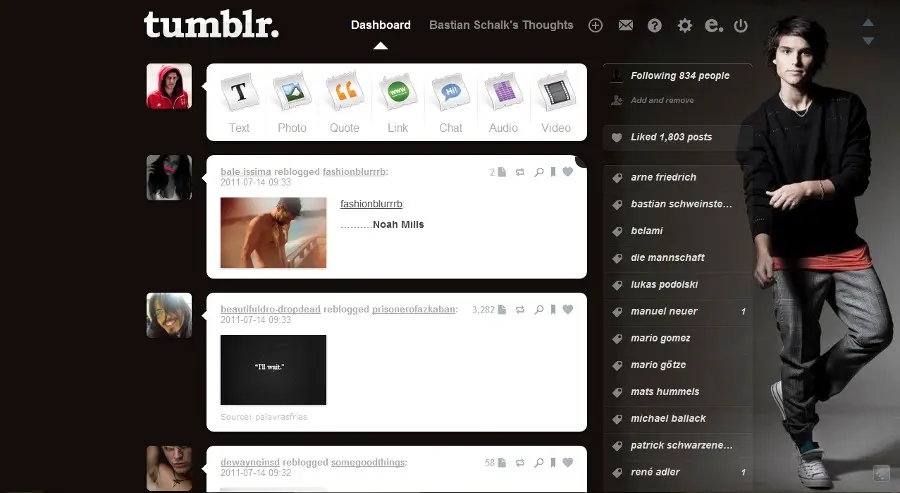 tumblr.
Dashboard
Bastian Schalk's Thoughts
Text
Photo
Quote
Link
Chat
Audio
Video
bale-issima reblogged fashionblurrrb:
2011-07-14 09:33
2
fashionblurrrb:
..........Noah Mills
beautifuldro-dropdead reblogged prisonerofazkaban:
2011-07-14 09:33
3,282
"I'll wait."
Source: palavrasfrias
dewayneinsd reblogged somegoodthings:
2011-07-14 09:32
58
Following 834 people
Add and remove
Liked 1,803 posts
arne friedrich
bastian schweinste...
belami
die mannschaft
lukas podolski
manuel neuer 1
mario gomez
mario götze
mats hummels
michael ballack
patrick schwarzene...
rené adler 1